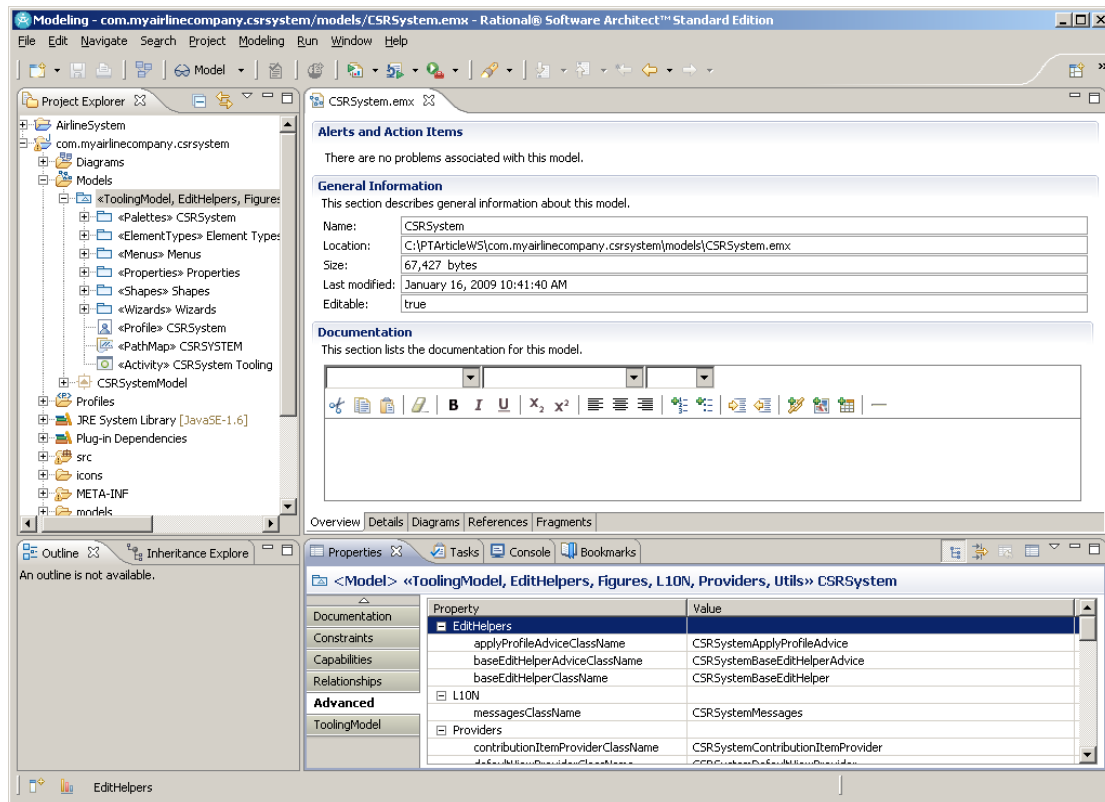 Modeling - com.myairlinecompany.csrsystem/models/CSRSystem.emx - Rational® Software Architect™ Standard Edition
File Edit Navigate Search Project Modeling Run Window Help
Model
Project Explorer
AirlineSystem
com.myairlinecompany.csrsystem
Diagrams
Models
«ToolingModel, EditHelpers, Figures
«Palettes» CSRSystem
«ElementTypes» Element Types
«Menus» Menus
«Properties» Properties
«Shapes» Shapes
«Wizards» Wizards
«Profile» CSRSystem
«PathMap» CSRSYSTEM
«Activity» CSRSystem Tooling
CSRSystemModel
Profiles
JRE System Library [JavaSE-1.6]
Plug-in Dependencies
src
icons
META-INF
models
CSRSystem.emx
Alerts and Action Items
There are no problems associated with this model.
General Information
This section describes general information about this model.
Name: CSRSystem
Location: C:\PTArticleWS\com.myairlinecompany.csrsystem\models\CSRSystem.emx
Size: 67,427 bytes
Last modified: January 16, 2009 10:41:40 AM
Editable: true
Documentation
This section lists the documentation for this model.
B I U X2 X2
Overview Details Diagrams References Fragments
Outline Inheritance Explore
An outline is not available.
Properties Tasks Console Bookmarks
<Model> «ToolingModel, EditHelpers, Figures, L10N, Providers, Utils» CSRSystem
Documentation
Constraints
Capabilities
Relationships
Advanced
ToolingModel
Property Value
EditHelpers
applyProfileAdviceClassName CSRSystemApplyProfileAdvice
baseEditHelperAdviceClassName CSRSystemBaseEditHelperAdvice
baseEditHelperClassName CSRSystemBaseEditHelper
L10N
messagesClassName CSRSystemMessages
Providers
contributionItemProviderClassName CSRSystemContributionItemProvider
defaultViewProviderClassName CSRSystemDefaultViewProvider
EditHelpers